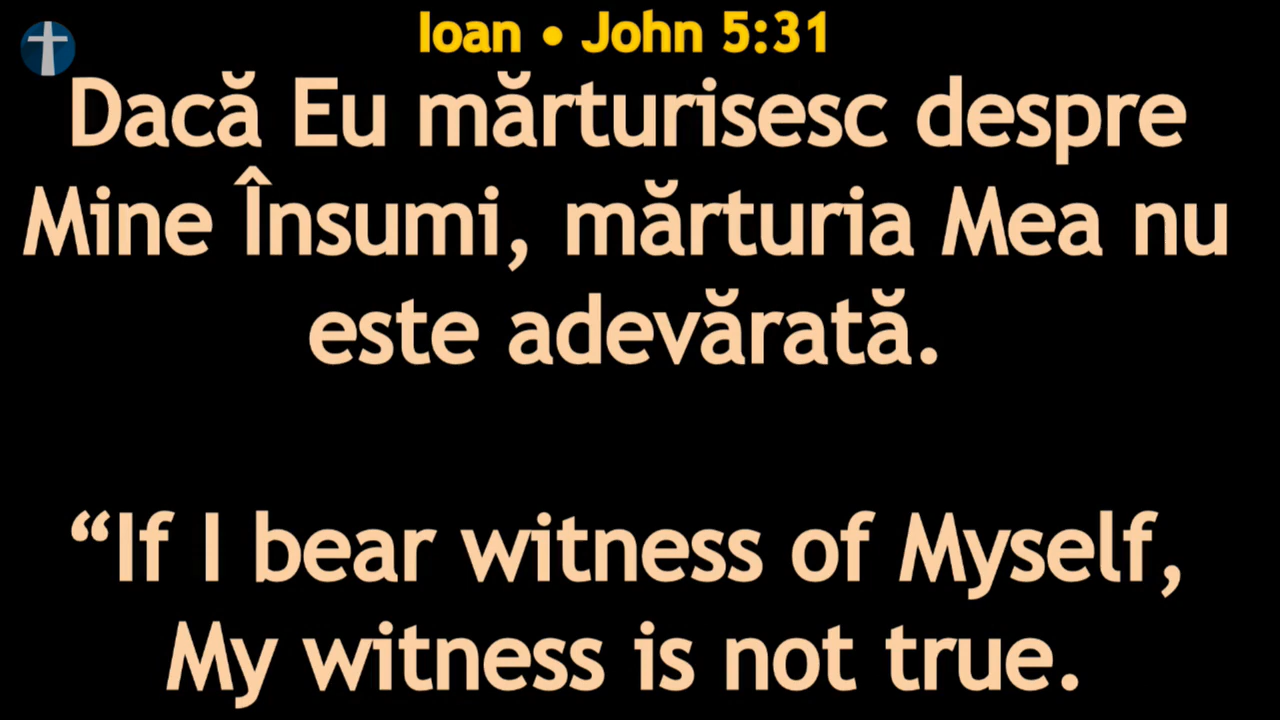 Ioan • John 5:31
Dacă Eu mărturisesc despre
Mine Însumi, mărturia Mea nu
este adevărată.
“If I bear witness of Myself,
My witness is not true.